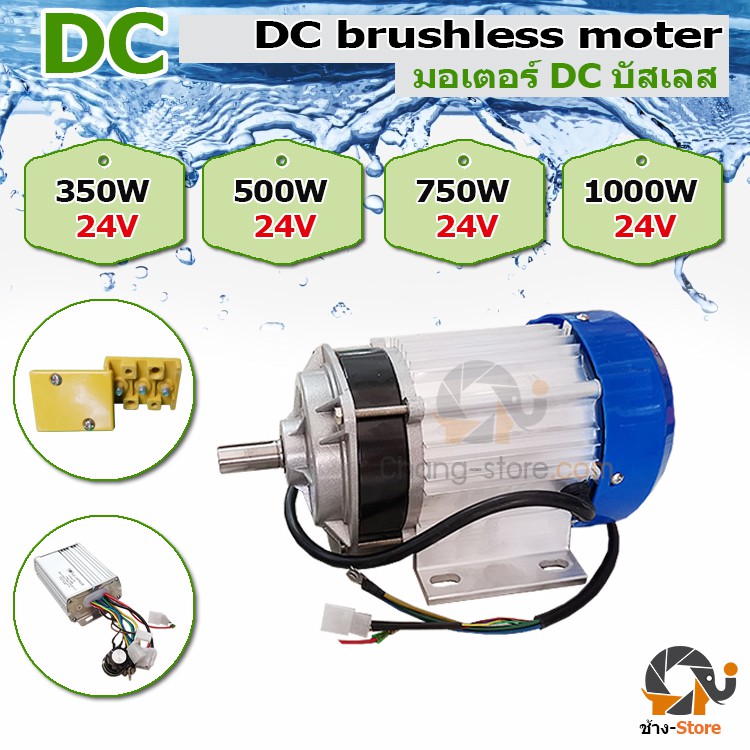 DC
DC brushless moter
มอเตอร์ DC บัสเลส
350W
24V
500W
24V
750W
24V
1000W
24V
Chang-store.com
ช้าง-Store